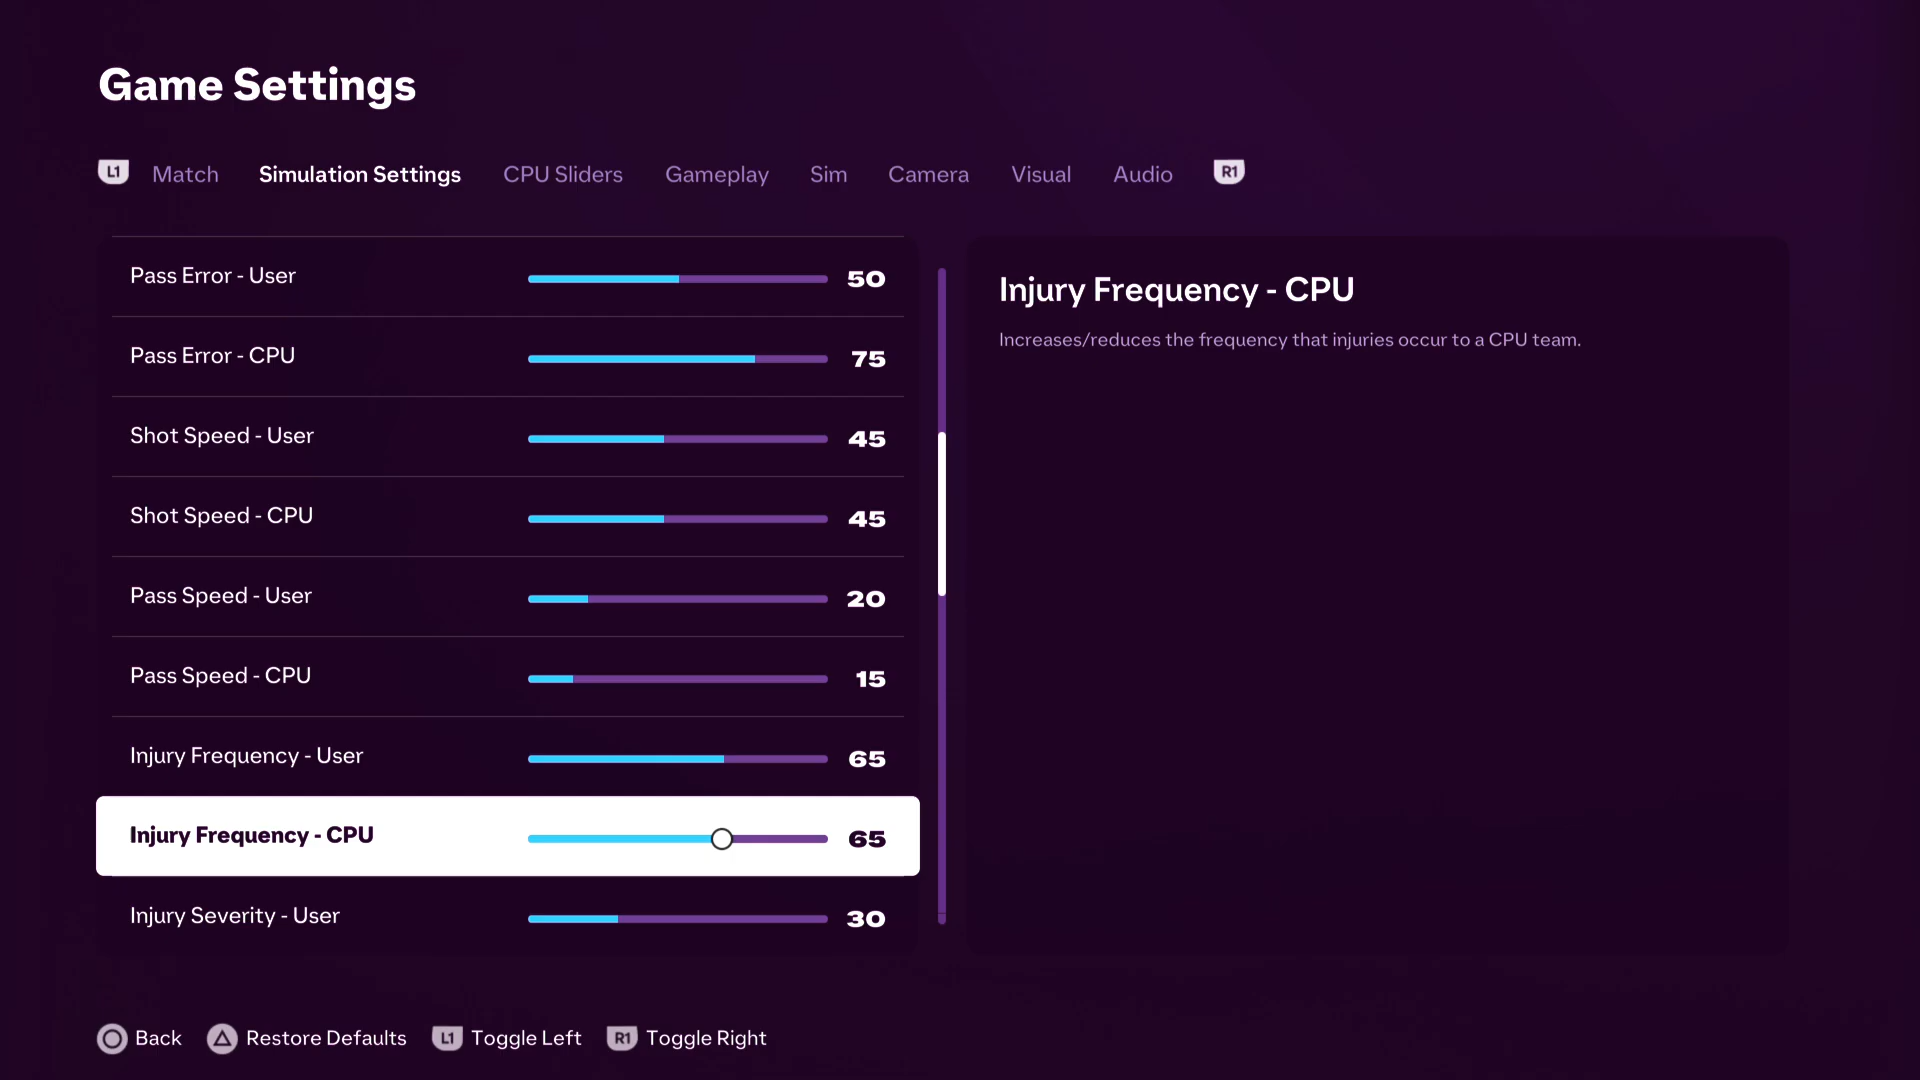 Game Settings
L1 Match Simulation Settings CPU Sliders Gameplay Sim Camera Visual Audio R1
Pass Error - User 50
Pass Error - CPU 75
Shot Speed - User 45
Shot Speed - CPU 45
Pass Speed - User 20
Pass Speed - CPU 15
Injury Frequency - User 65
Injury Frequency - CPU 65
Injury Severity - User 30
Injury Frequency - CPU
Increases/reduces the frequency that injuries occur to a CPU team.
Back Restore Defaults L1 Toggle Left R1 Toggle Right